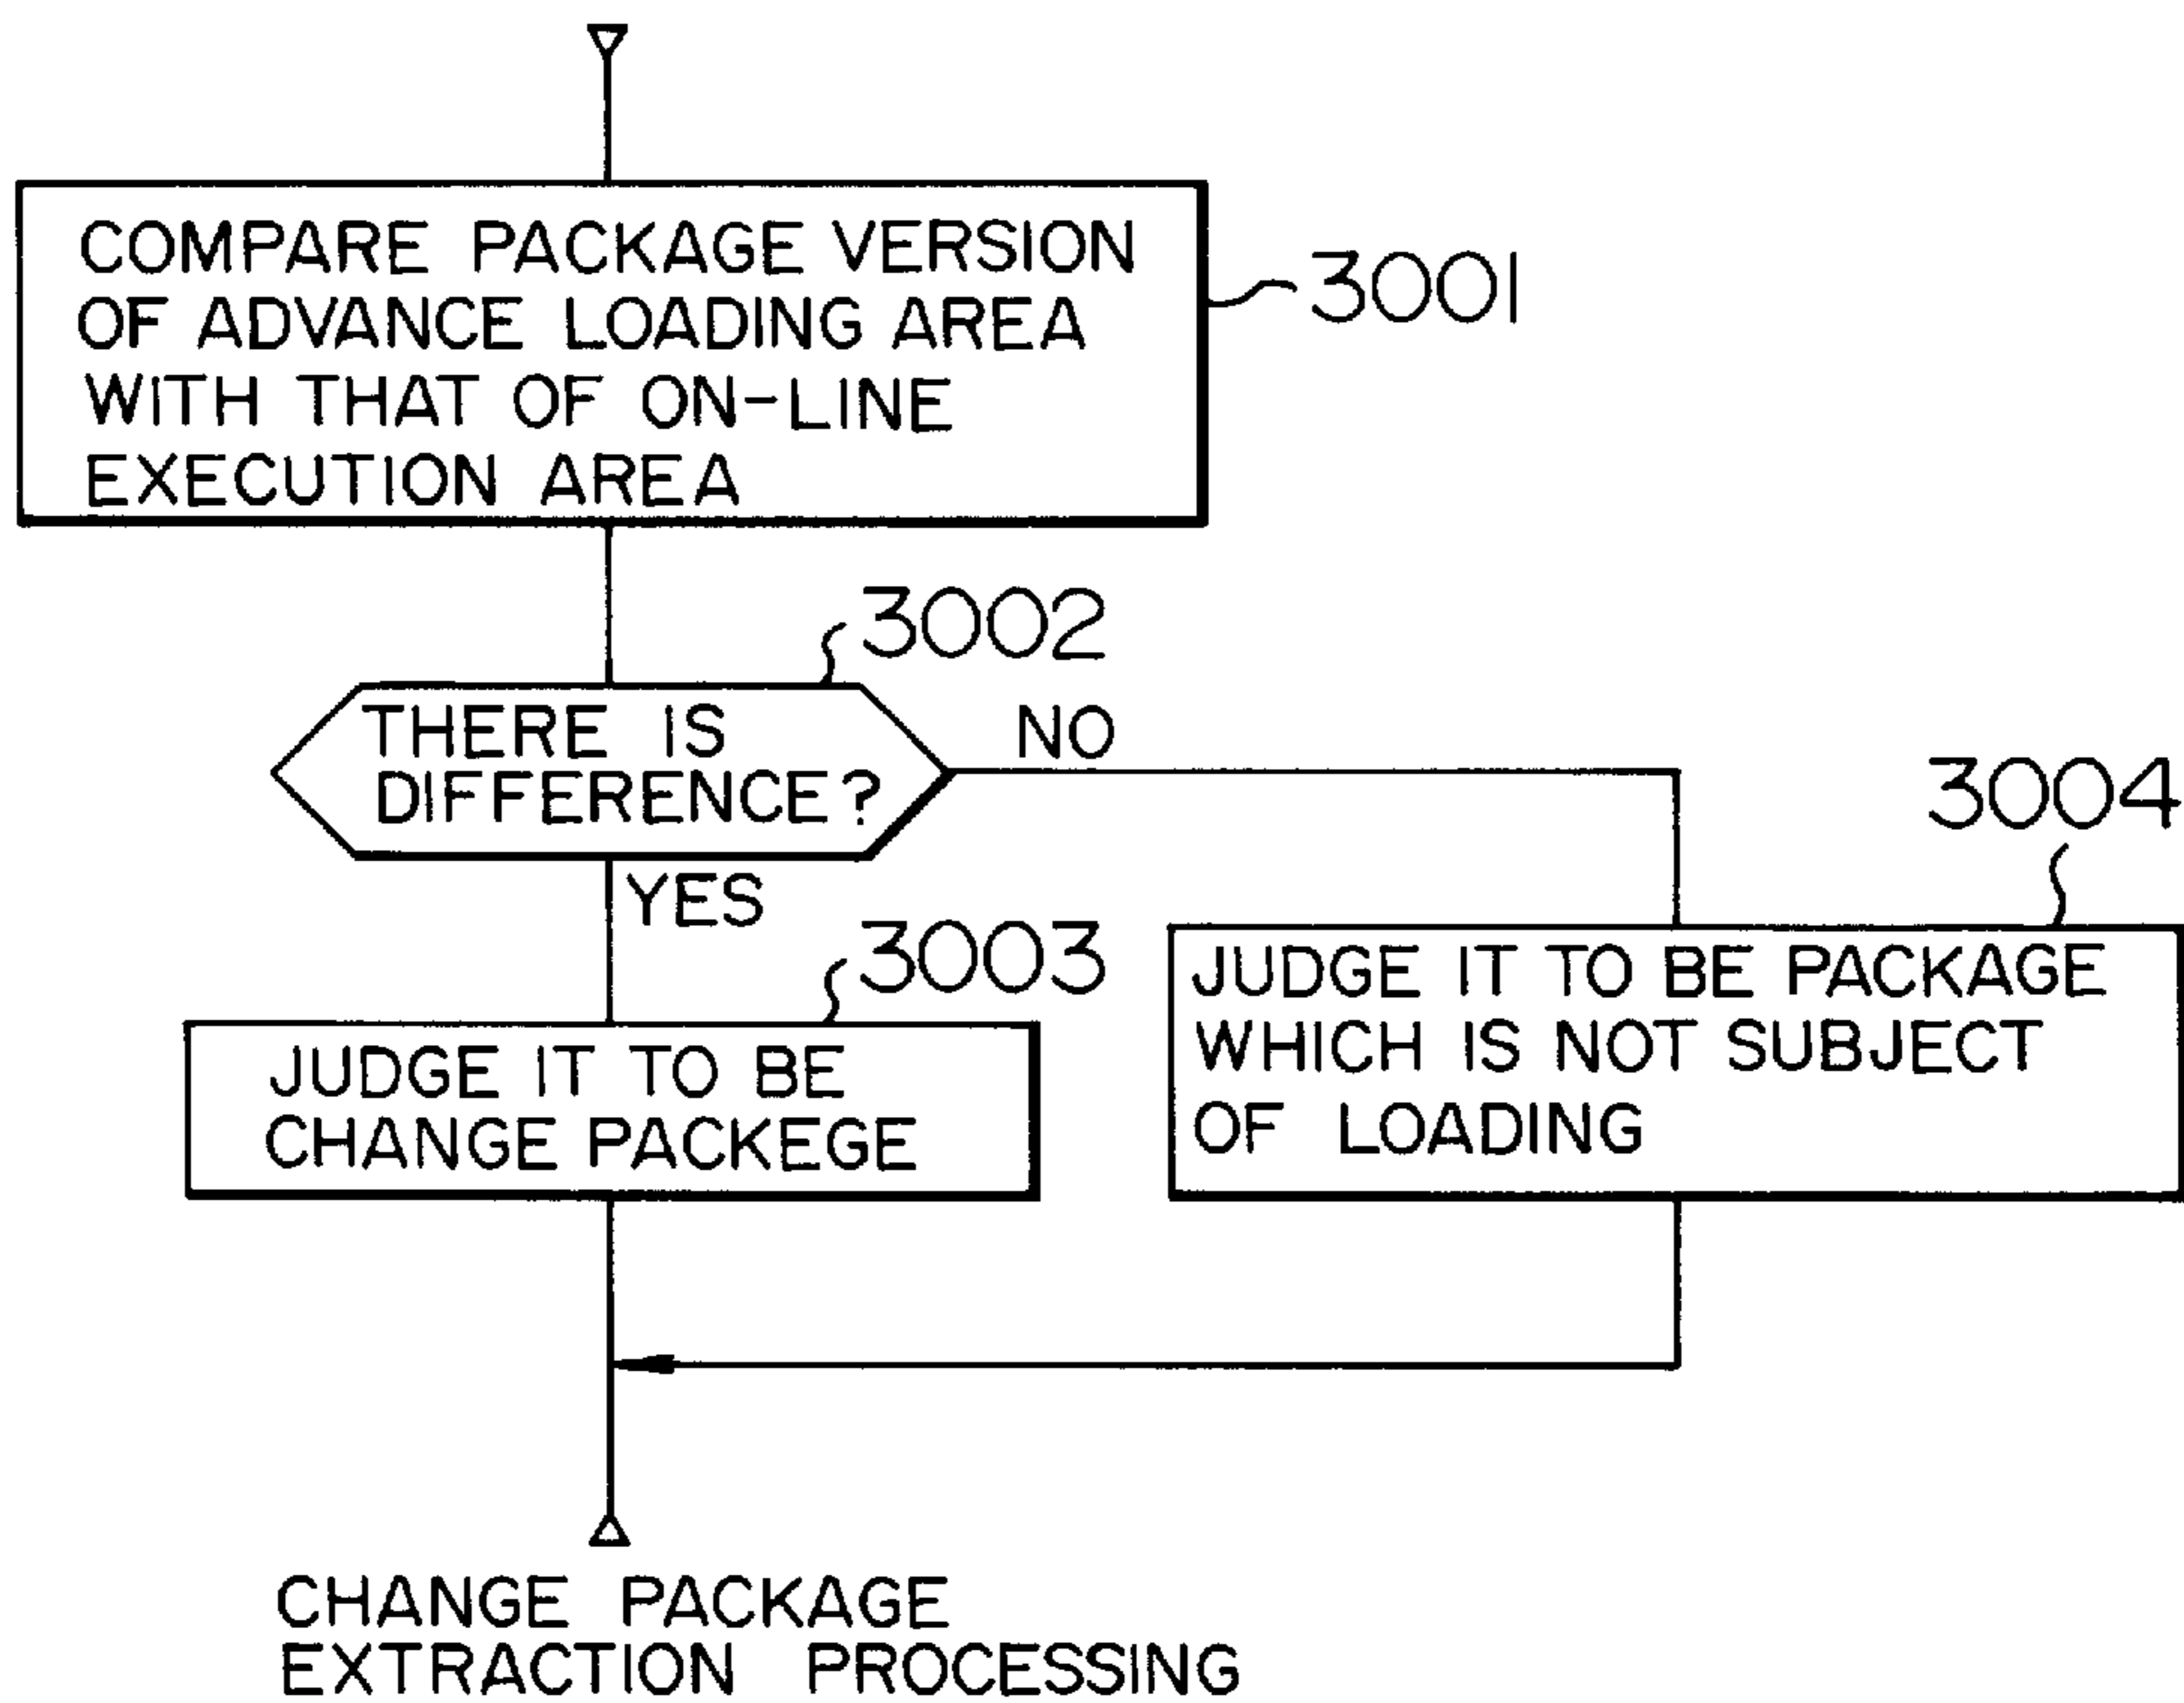 COMPARE PACKAGE VERSION
OF ADVANCE LOADING AREA
WITH THAT OF ON-LINE
EXECUTION AREA
3001
3002
THERE IS
DIFFERENCE?
NO
YES
3003
JUDGE IT TO BE
CHANGE PACKEGE
3004
JUDGE IT TO BE PACKAGE
WHICH IS NOT SUBJECT
OF LOADING
CHANGE PACKAGE
EXTRACTION PROCESSING